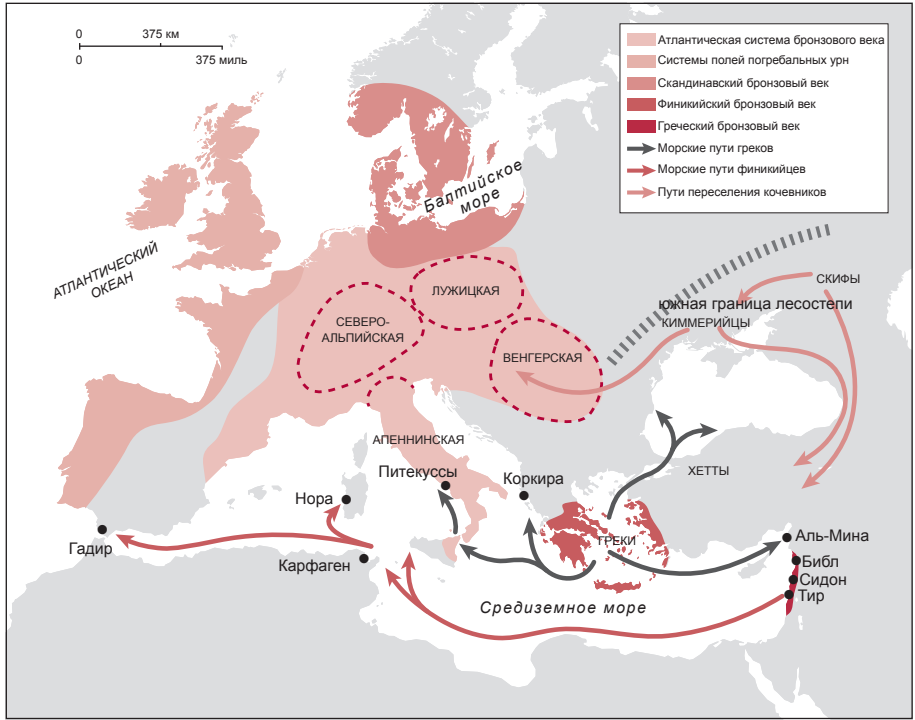 0 375 км
0 375 миль
Атлантическая система бронзового века
Системы полей погребальных урн
Скандинавский бронзовый век
Финикийский бронзовый век
Греческий бронзовый век
Морские пути греков
Морские пути финикийцев
Пути переселения кочевников
Балтийское
море
АТЛАНТИЧЕСКИЙ
ОКЕАН
СКИФЫ
ЛУЖИЦКАЯ
южная граница лесостепи
КИММЕРИЙЦЫ
СЕВЕРО-
АЛЬПИЙСКАЯ
ВЕНГЕРСКАЯ
АПЕННИНСКАЯ
Питекуссы
Коркира
ХЕТТЫ
Нора
Гадир
Карфаген
ГРЕКИ
Аль-Мина
Библ
Сидон
Тир
Средиземное море